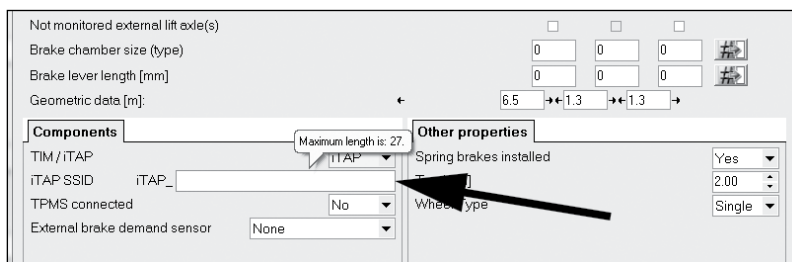 Not monitored external lift axle(s)
Brake chamber size (type) 0 0 0 #
Brake lever length [mm] 0 0 0 #
Geometric data [m]: 6.5 1.3 1.3
Components
Maximum length is: 27.
TIM / iTAP iTAP
iTAP SSID iTAP_
TPMS connected No
External brake demand sensor None
Other properties
Spring brakes installed Yes
2.00
Wheel Type Single